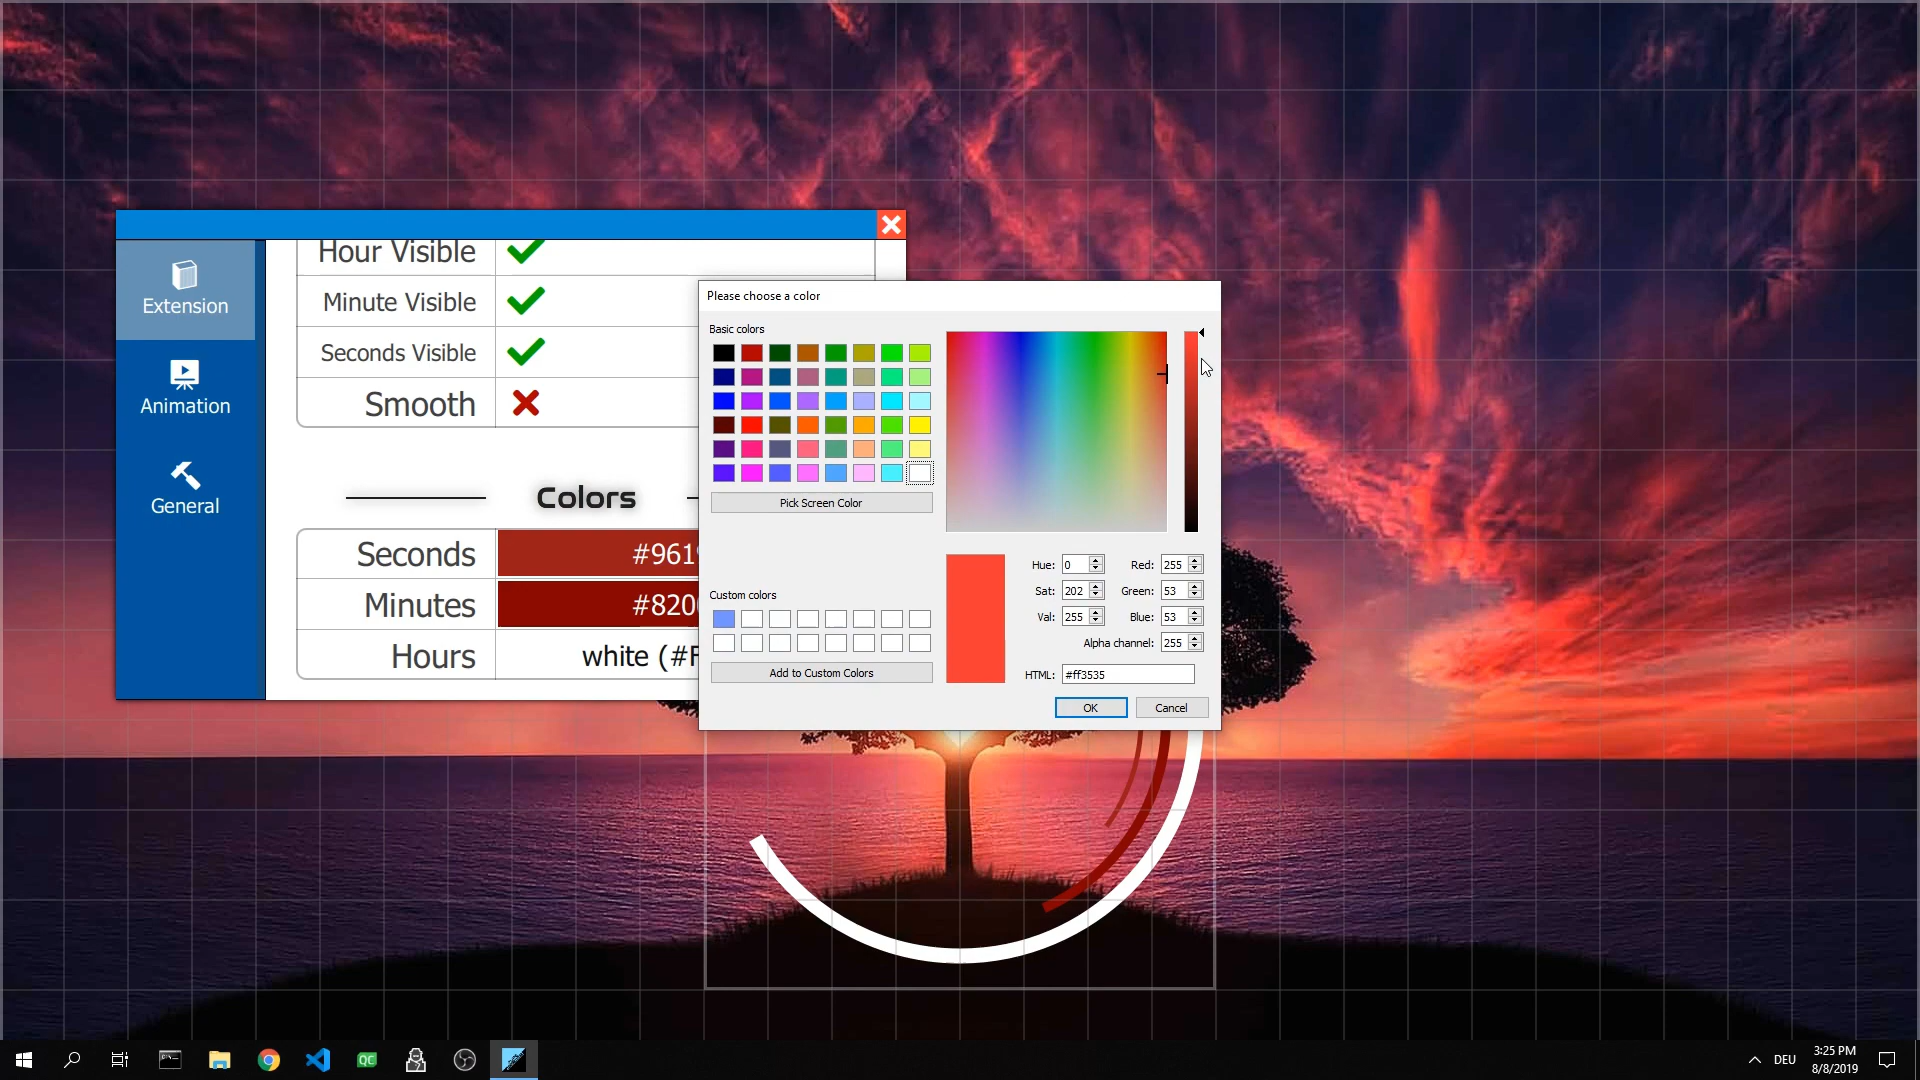 Hour Visible
Minute Visible
Seconds Visible
Smooth
Extension
Animation
General
Colors
Seconds
#961
Minutes
#820
Hours
white (#F
Please choose a color
Basic colors
Pick Screen Color
Custom colors
Add to Custom Colors
Hue: 0
Red: 255
Sat: 202
Green: 53
Val: 255
Blue: 53
Alpha channel: 255
HTML: #ff3535
OK
Cancel
QC
DEU
3:25 PM
8/8/2019